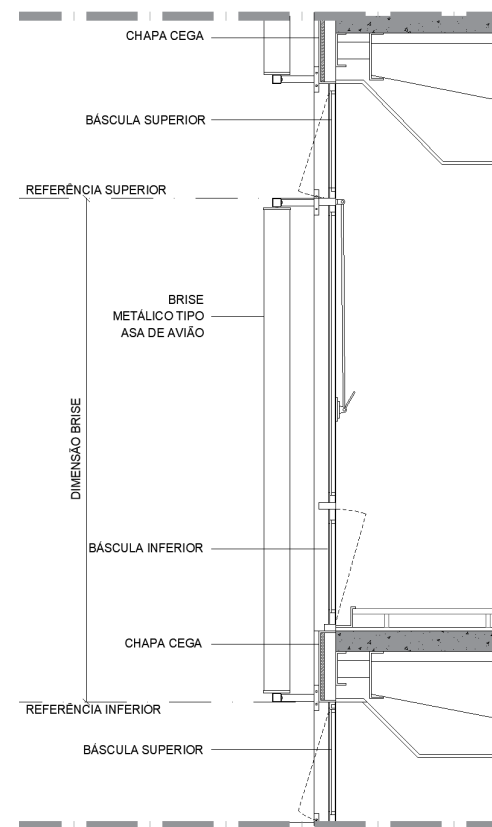 CHAPA CEGA
BÁSCULA SUPERIOR
REFERÊNCIA SUPERIOR
BRISE
METÁLICO TIPO
ASA DE AVIÃO
DIMENSÃO BRISE
BÁSCULA INFERIOR
CHAPA CEGA
REFERÊNCIA INFERIOR
BÁSCULA SUPERIOR